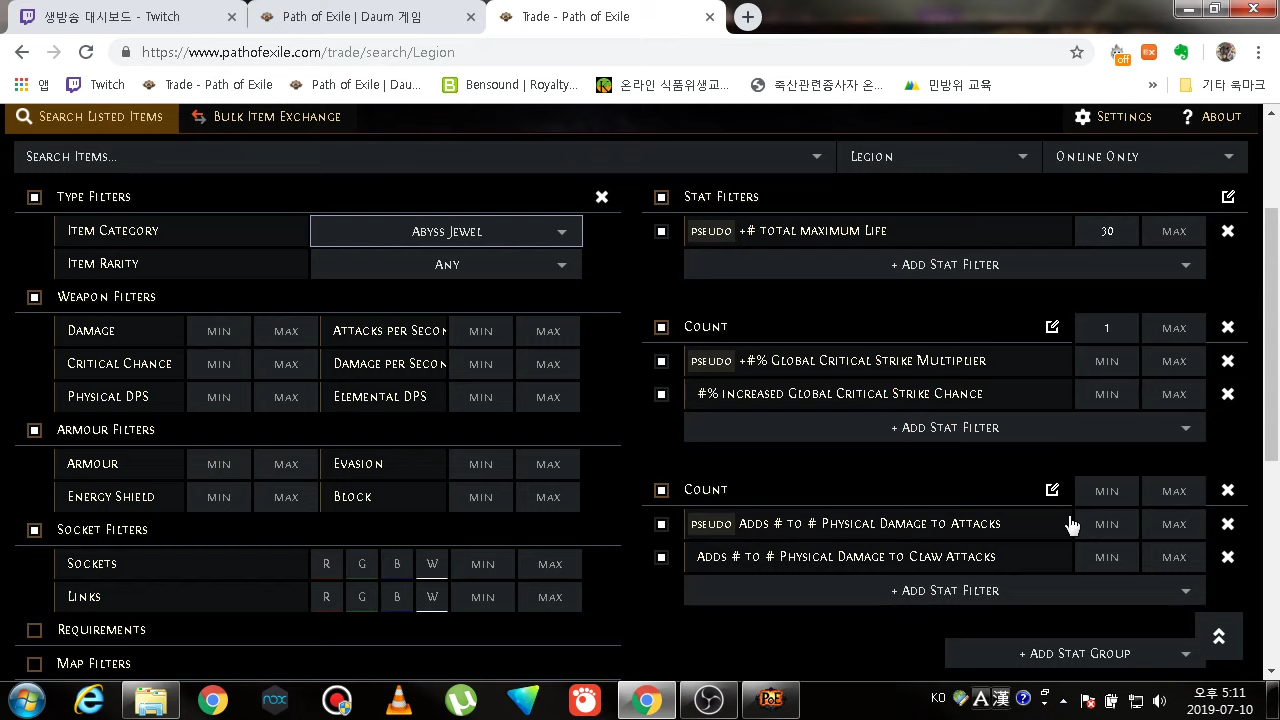 생방송 대시보드 - Twitch
Path of Exile | Daum 게임
Trade - Path of Exile
https://www.pathofexile.com/trade/search/Legion
off
앱
Twitch
Trade - Path of Exile
Path of Exile | Dau...
Bensound | Royalty...
온라인 식품위생교...
축산관련종사자 온...
민방위 교육
»
기타 북마크
Search Listed Items
Bulk Item Exchange
Settings
? About
Search Items...
Legion
Online Only
Type Filters
Item Category
Abyss Jewel
Item Rarity
Any
Weapon Filters
Damage
MIN
MAX
Attacks per Secon
MIN
MAX
Critical Chance
MIN
MAX
Damage per Secon
MIN
MAX
Physical DPS
MIN
MAX
Elemental DPS
MIN
MAX
Armour Filters
Armour
MIN
MAX
Evasion
MIN
MAX
Energy Shield
MIN
MAX
Block
MIN
MAX
Socket Filters
Sockets
R
G
B
W
MIN
MAX
Links
R
G
B
W
MIN
MAX
Requirements
Map Filters
Stat Filters
PSEUDO +# total maximum Life
30
MAX
+ Add Stat Filter
Count
1
MAX
PSEUDO +#% Global Critical Strike Multiplier
MIN
MAX
#% increased Global Critical Strike Chance
MIN
MAX
+ Add Stat Filter
Count
MIN
MAX
PSEUDO Adds # to # Physical Damage to Attacks
MIN
MAX
Adds # to # Physical Damage to Claw Attacks
MIN
MAX
+ Add Stat Filter
+ Add Stat Group
nox
PoE
KO
A 漢
오후 5:11
2019-07-10